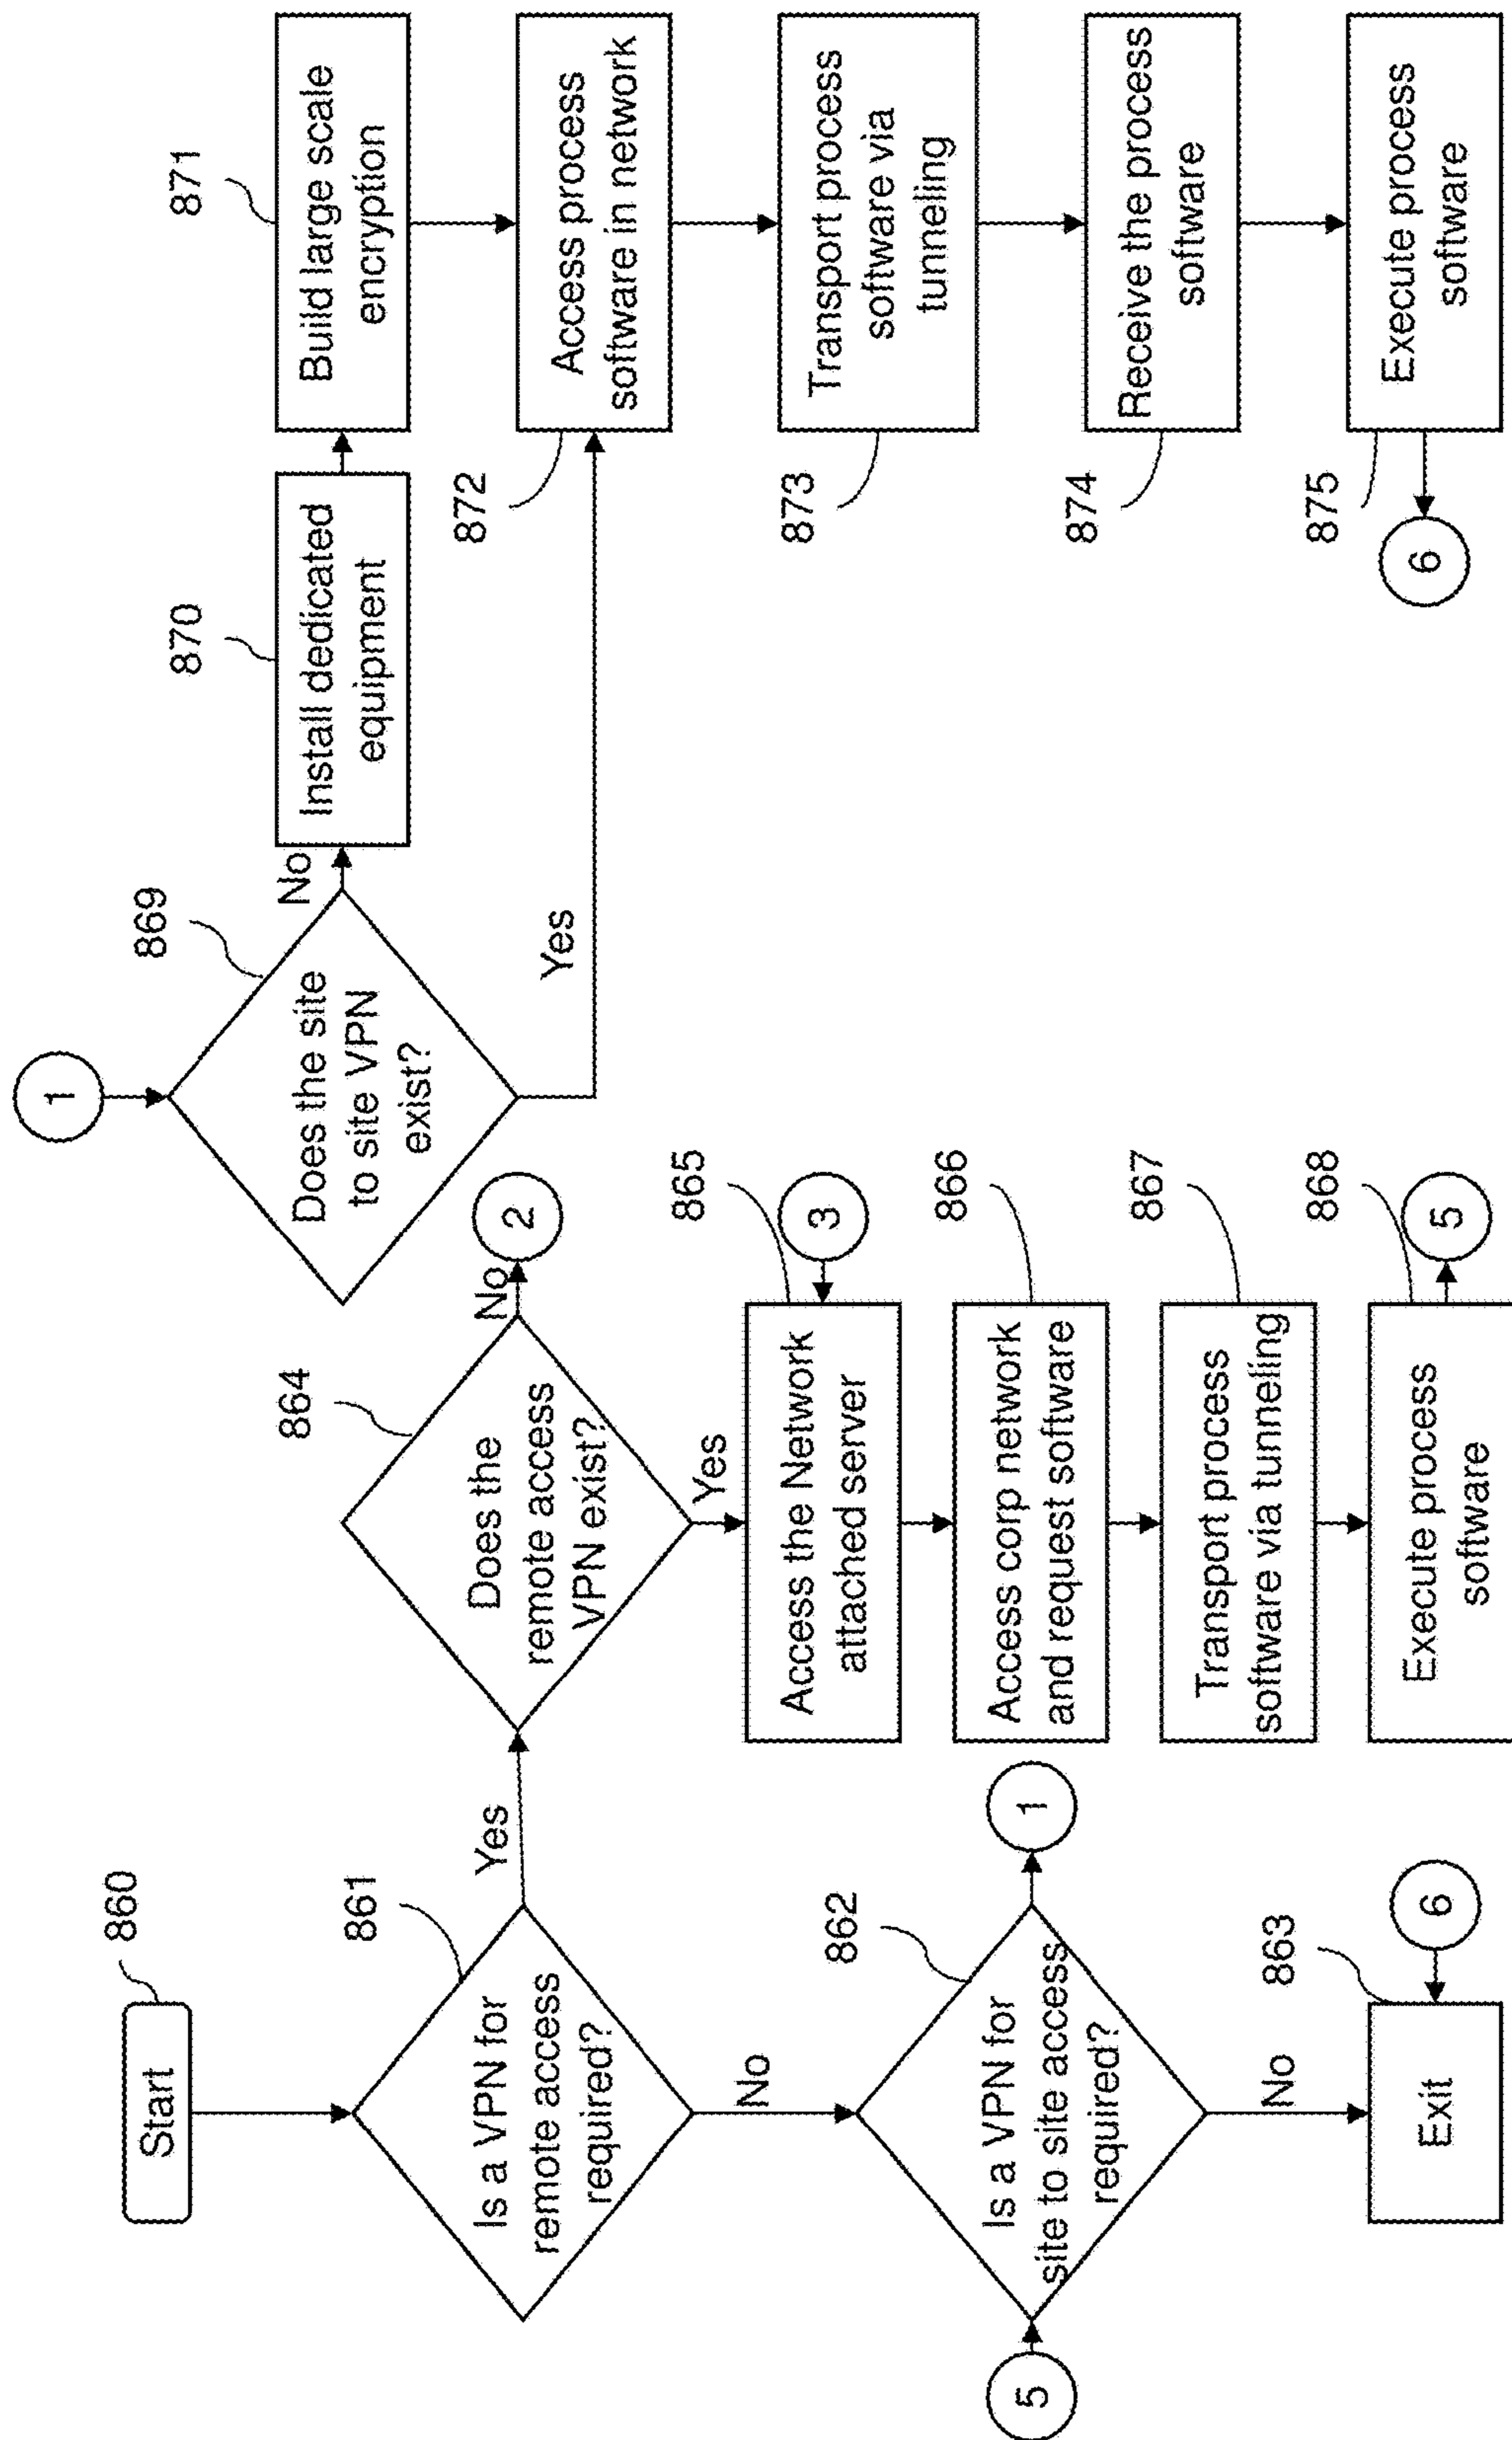 860
Start
861
Is a VPN for
remote access
required?
Yes
No
862
Is a VPN for
site to site access
required?
5
1
No
863
Exit
6
864
Does the
remote access
VPN exist?
No
2
Yes
865
Access the Network
attached server
3
866
Access corp network
and request software
867
Transport process
software via tunneling
868
Execute process
software
5
1
869
Does the site
to site VPN
exist?
No
Yes
870
Install dedicated
equipment
871
Build large scale
encryption
872
Access process
software in network
873
Transport process
software via
tunneling
874
Receive the process
software
875
Execute process
software
6